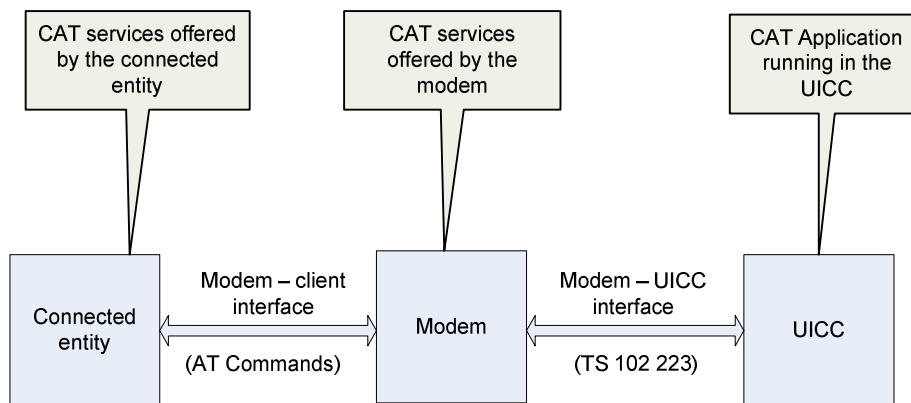 CAT services offered
by the connected
entity
CAT services
offered by the
modem
CAT Application
running in the
UICC
Connected
entity
Modem – client
interface
(AT Commands)
Modem
Modem – UICC
interface
(TS 102 223)
UICC